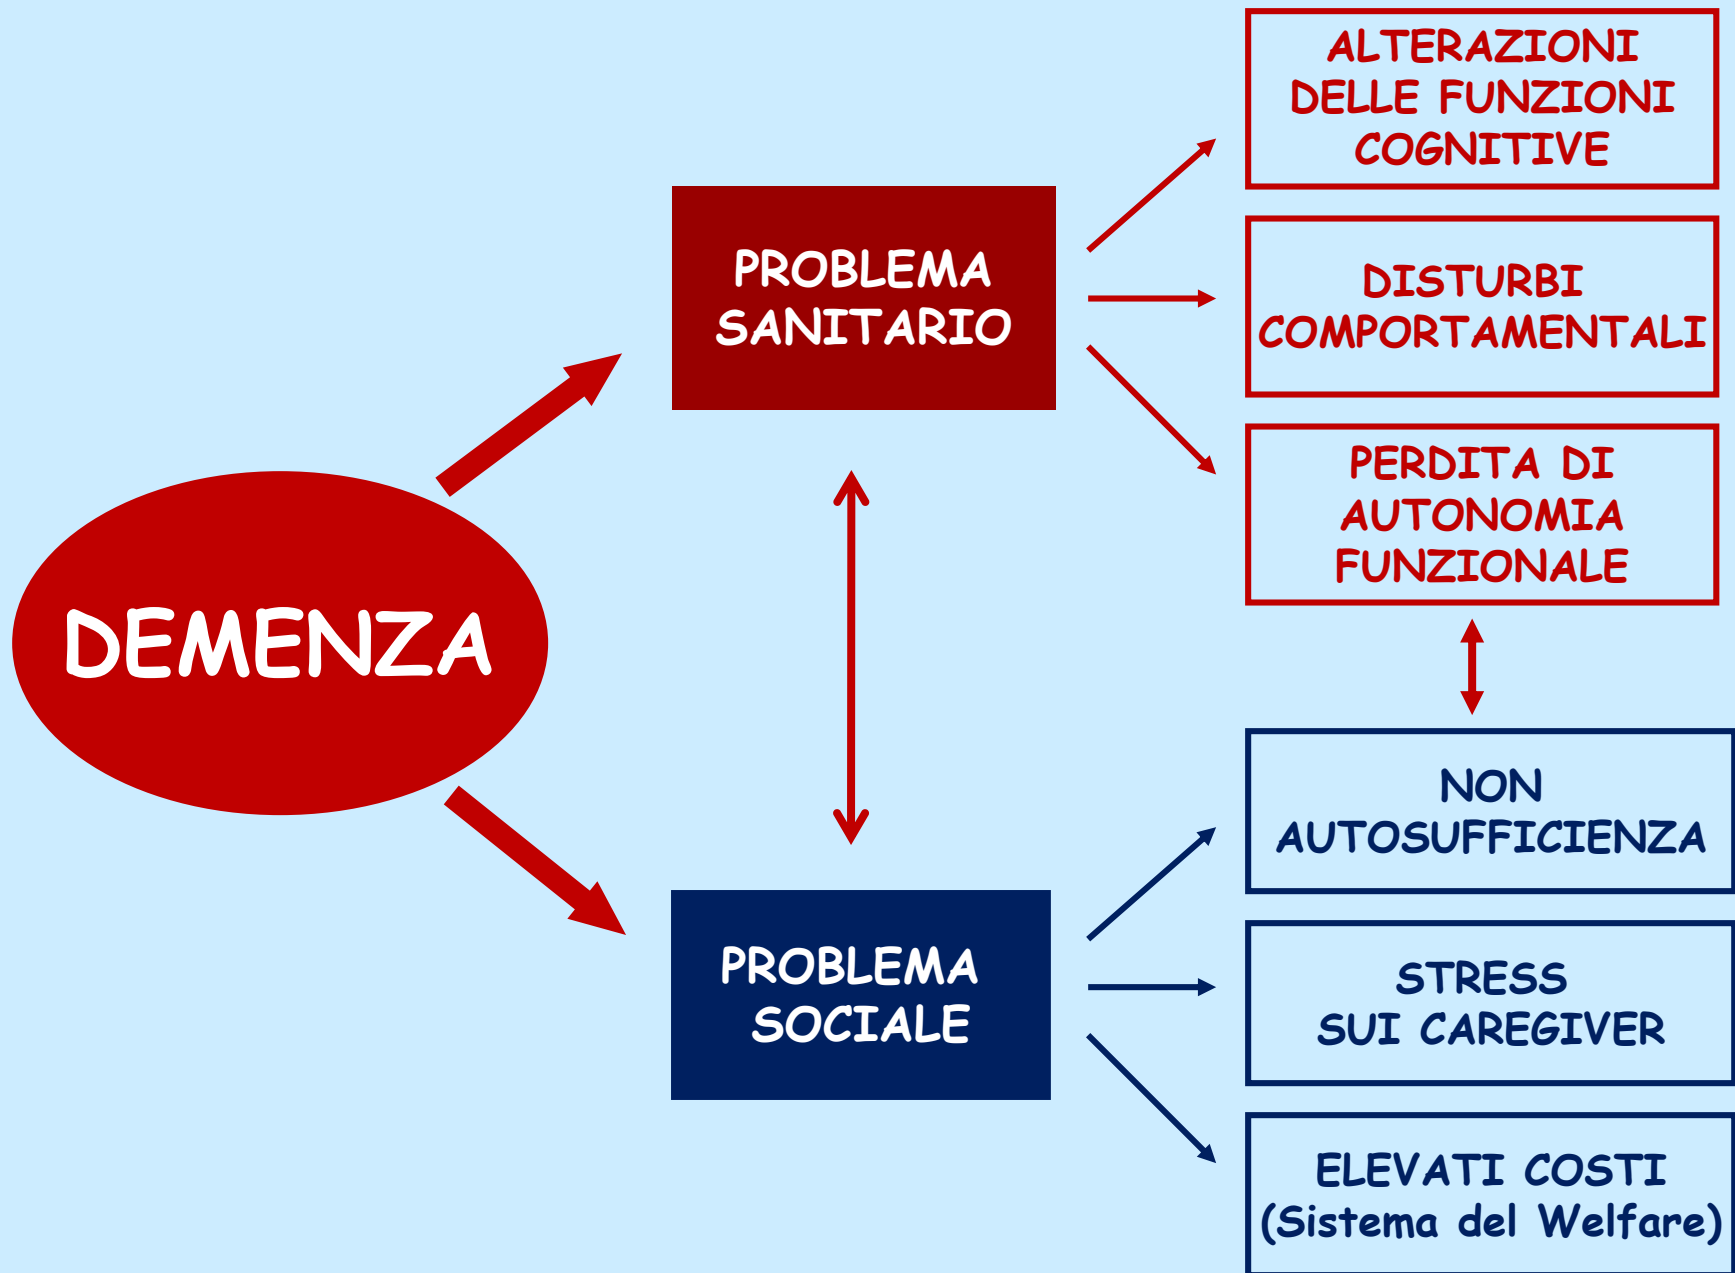 DEMENZA
PROBLEMA
SANITARIO
ALTERAZIONI
DELLE FUNZIONI
COGNITIVE
DISTURBI
COMPORTAMENTALI
PERDITA DI
AUTONOMIA
FUNZIONALE
PROBLEMA
SOCIALE
NON
AUTOSUFFICIENZA
STRESS
SUI CAREGIVER
ELEVATI COSTI
(Sistema del Welfare)